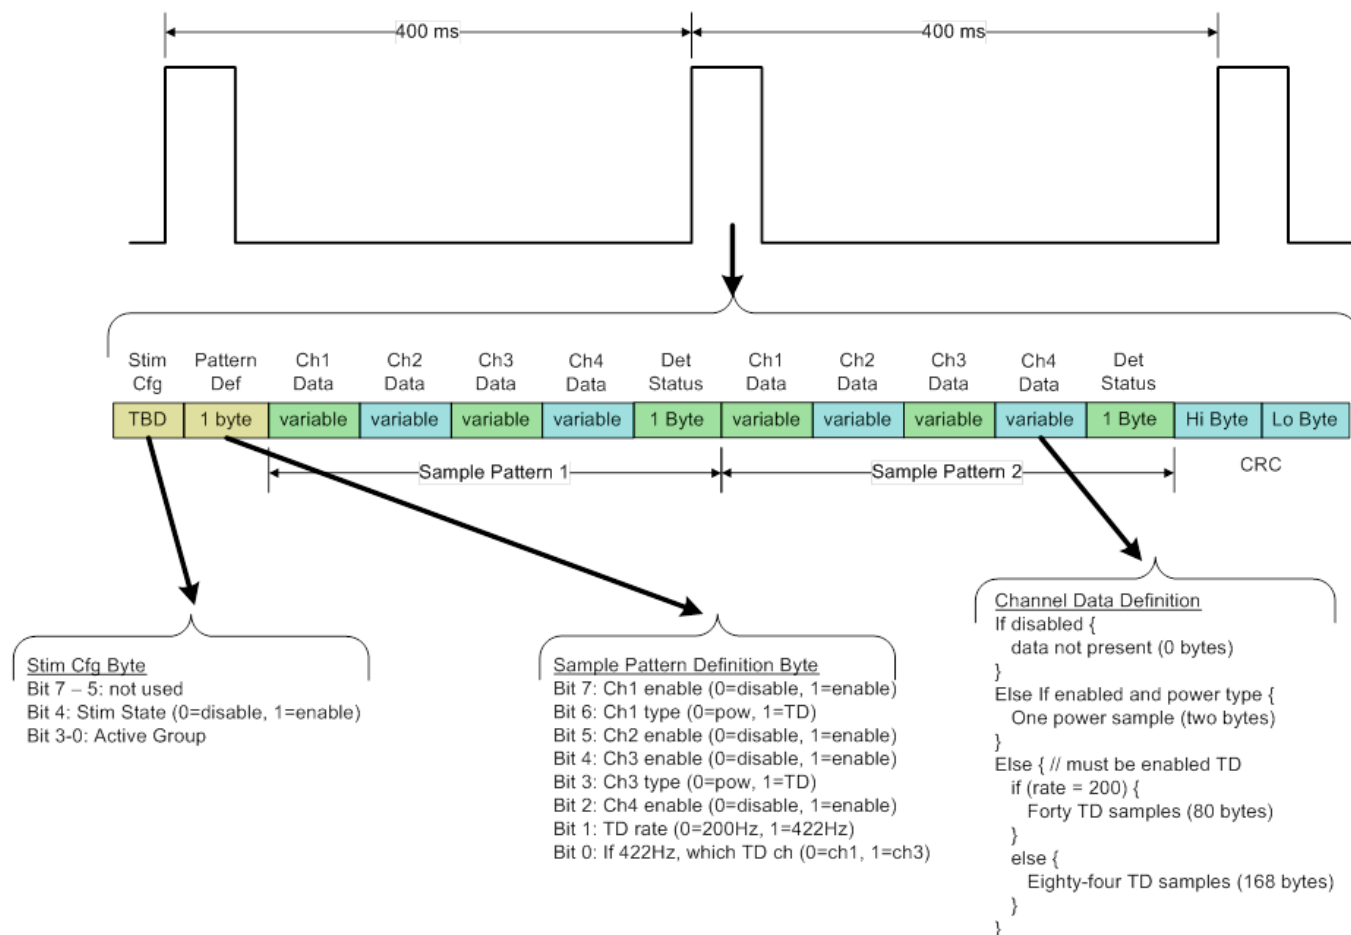 400 ms
400 ms
Stim Cfg
Pattern Def
Ch1 Data
Ch2 Data
Ch3 Data
Ch4 Data
Det Status
Ch1 Data
Ch2 Data
Ch3 Data
Ch4 Data
Det Status
TBD
1 byte
variable
variable
variable
variable
1 Byte
variable
variable
variable
variable
1 Byte
Hi Byte
Lo Byte
Sample Pattern 1
Sample Pattern 2
CRC
Stim Cfg Byte
Bit 7 – 5: not used
Bit 4: Stim State (0=disable, 1=enable)
Bit 3-0: Active Group
Sample Pattern Definition Byte
Bit 7: Ch1 enable (0=disable, 1=enable)
Bit 6: Ch1 type (0=pow, 1=TD)
Bit 5: Ch2 enable (0=disable, 1=enable)
Bit 4: Ch3 enable (0=disable, 1=enable)
Bit 3: Ch3 type (0=pow, 1=TD)
Bit 2: Ch4 enable (0=disable, 1=enable)
Bit 1: TD rate (0=200Hz, 1=422Hz)
Bit 0: If 422Hz, which TD ch (0=ch1, 1=ch3)
Channel Data Definition
If disabled {
data not present (0 bytes)
}
Else If enabled and power type {
One power sample (two bytes)
}
Else { // must be enabled TD
if (rate = 200) {
Forty TD samples (80 bytes)
}
else {
Eighty-four TD samples (168 bytes)
}
}